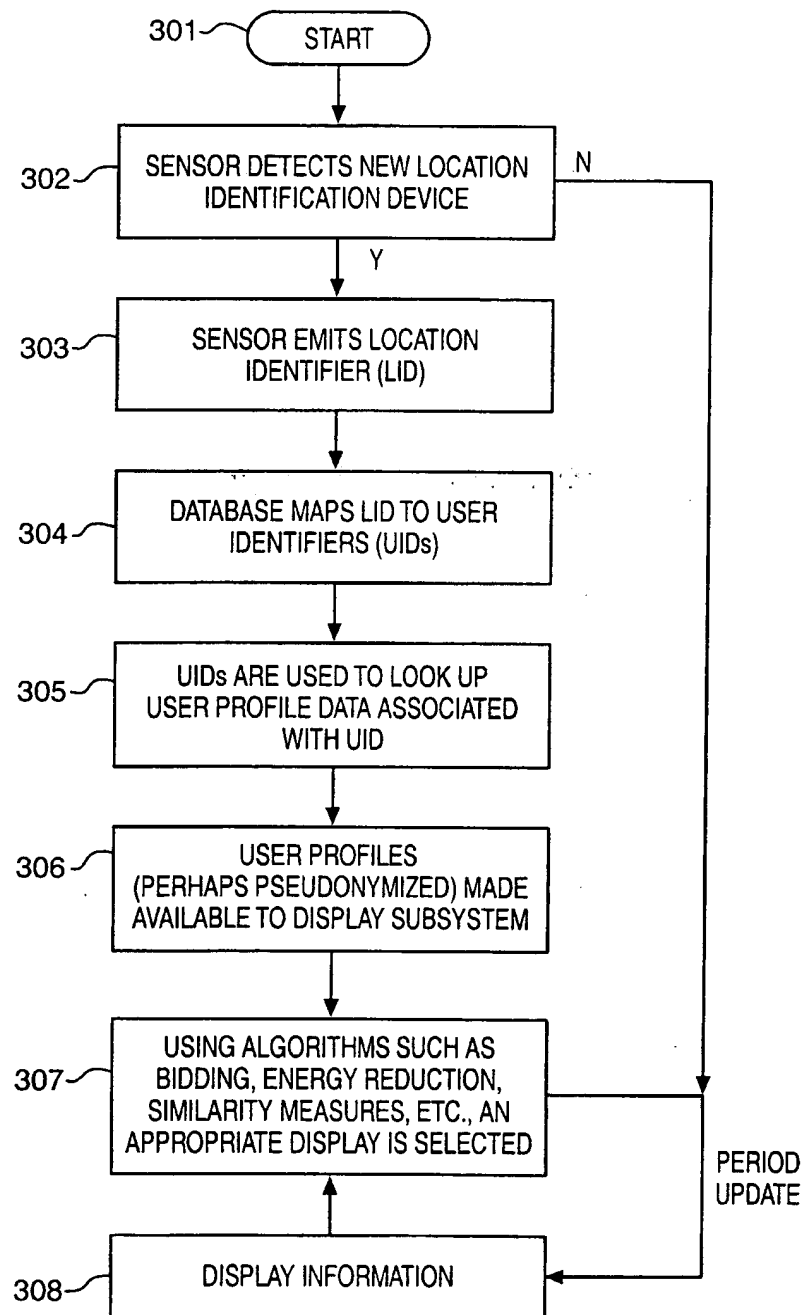 301
START
302
SENSOR DETECTS NEW LOCATION
IDENTIFICATION DEVICE
N
Y
303
SENSOR EMITS LOCATION
IDENTIFIER (LID)
304
DATABASE MAPS LID TO USER
IDENTIFIERS (UIDs)
305
UIDs ARE USED TO LOOK UP
USER PROFILE DATA ASSOCIATED
WITH UID
306
USER PROFILES
(PERHAPS PSEUDONYMIZED) MADE
AVAILABLE TO DISPLAY SUBSYSTEM
307
USING ALGORITHMS SUCH AS
BIDDING, ENERGY REDUCTION,
SIMILARITY MEASURES, ETC., AN
APPROPRIATE DISPLAY IS SELECTED
PERIOD
UPDATE
308
DISPLAY INFORMATION